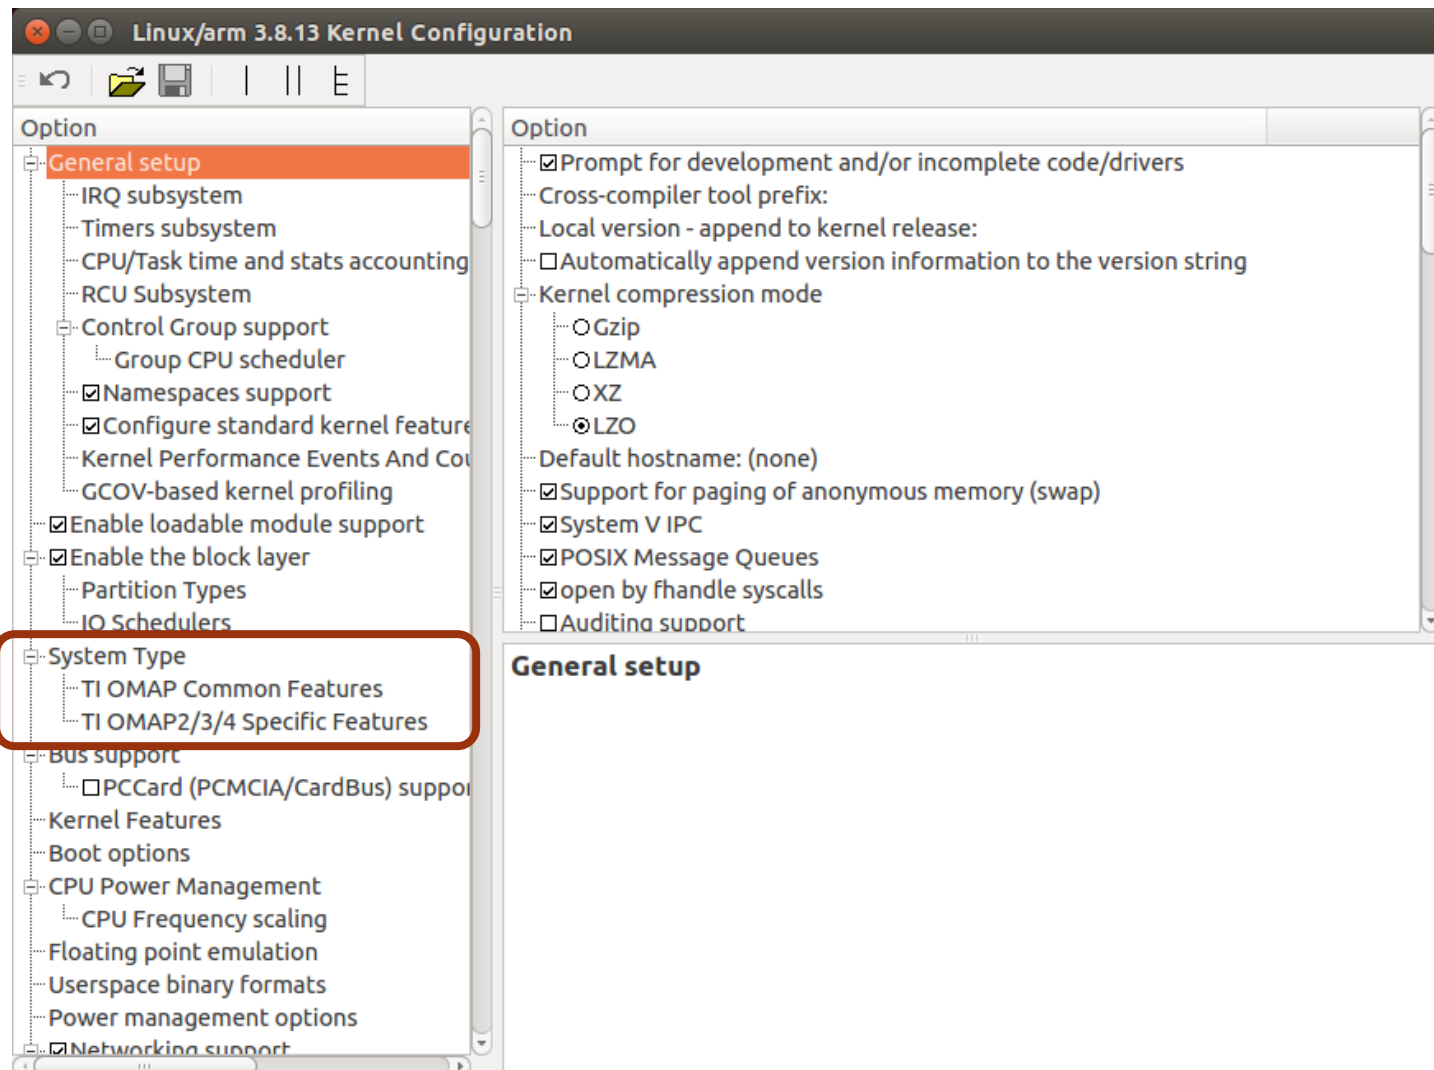 Linux/arm 3.8.13 Kernel Configuration
Option
General setup
IRQ subsystem
Timers subsystem
CPU/Task time and stats accounting
RCU Subsystem
Control Group support
Group CPU scheduler
Namespaces support
Configure standard kernel feature
Kernel Performance Events And Cou
GCOV-based kernel profiling
Enable loadable module support
Enable the block layer
Partition Types
IO Schedulers
System Type
TI OMAP Common Features
TI OMAP2/3/4 Specific Features
Bus support
PCCard (PCMCIA/CardBus) suppor
Kernel Features
Boot options
CPU Power Management
CPU Frequency scaling
Floating point emulation
Userspace binary formats
Power management options
Networking support
Option
Prompt for development and/or incomplete code/drivers
Cross-compiler tool prefix:
Local version - append to kernel release:
Automatically append version information to the version string
Kernel compression mode
Gzip
LZMA
XZ
LZO
Default hostname: (none)
Support for paging of anonymous memory (swap)
System V IPC
POSIX Message Queues
open by fhandle syscalls
Auditing support
General setup